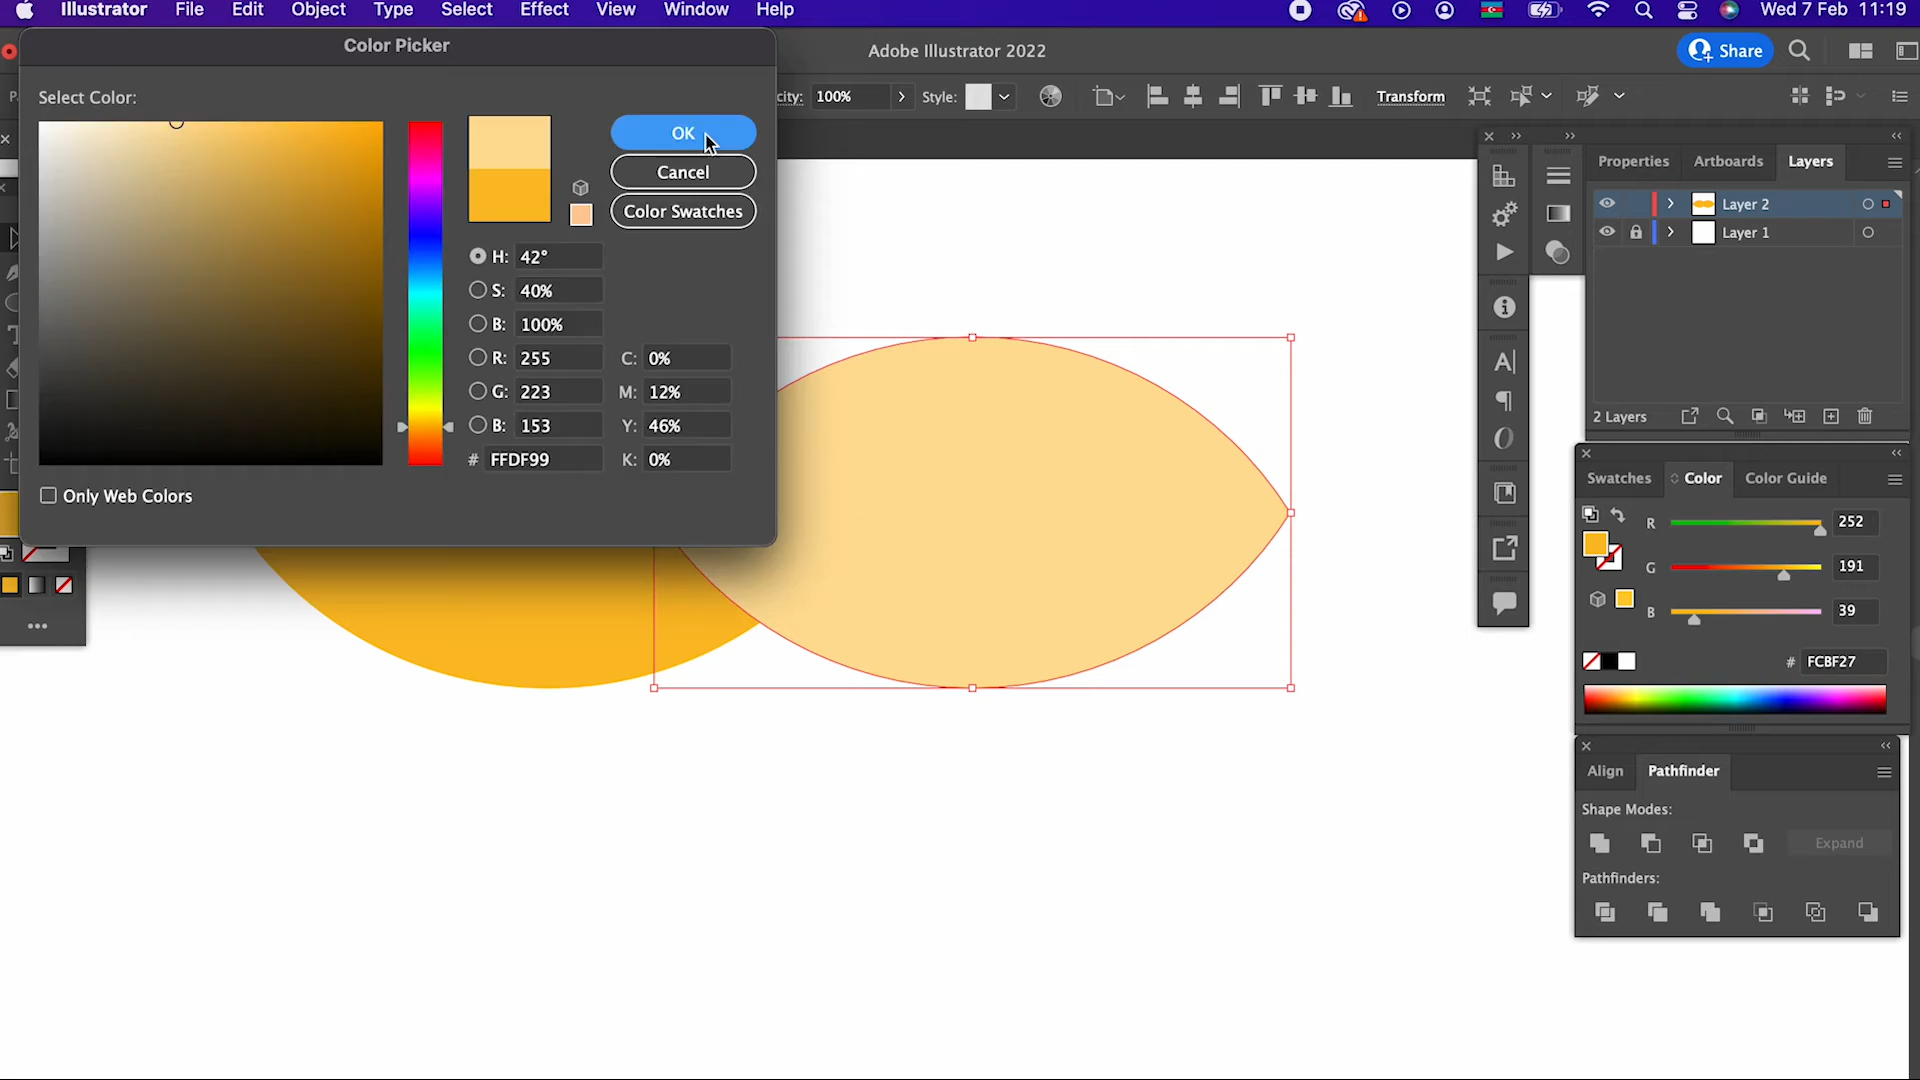 Illustrator File Edit Object Type Select Effect View Window Help Wed 7 Feb 11:19
Color Picker
Adobe Illustrator 2022
Share
Select Color:
city: 100% Style: Transform
OK
Cancel
Color Swatches
H: 42°
S: 40%
B: 100%
R: 255 C: 0%
G: 223 M: 12%
B: 153 Y: 46%
# FFDF99 K: 0%
Only Web Colors
Properties Artboards Layers
Layer 2
Layer 1
2 Layers
Swatches Color Color Guide
R 252
G 191
B 39
# FCBF27
Align Pathfinder
Shape Modes:
Expand
Pathfinders: